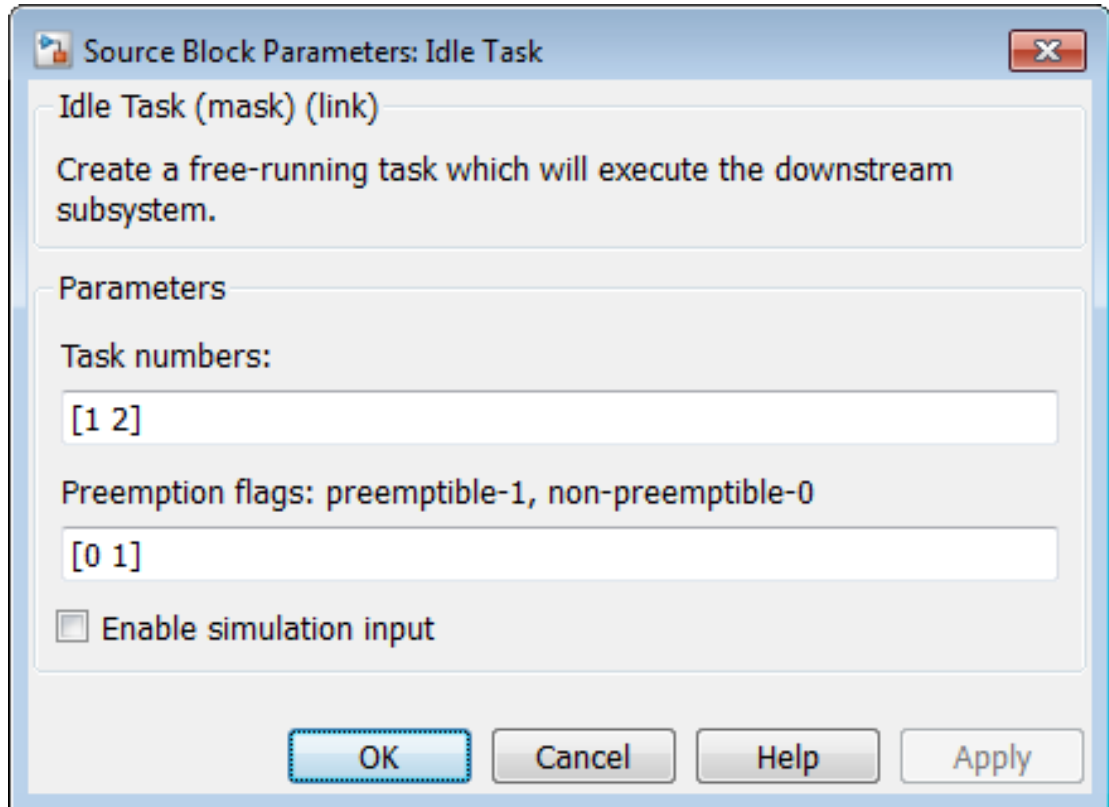 Source Block Parameters: Idle Task
Idle Task (mask) (link)
Create a free-running task which will execute the downstream
subsystem.
Parameters
Task numbers:
[1 2]
Preemption flags: preemptible-1, non-preemptible-0
[0 1]
Enable simulation input
OK Cancel Help Apply